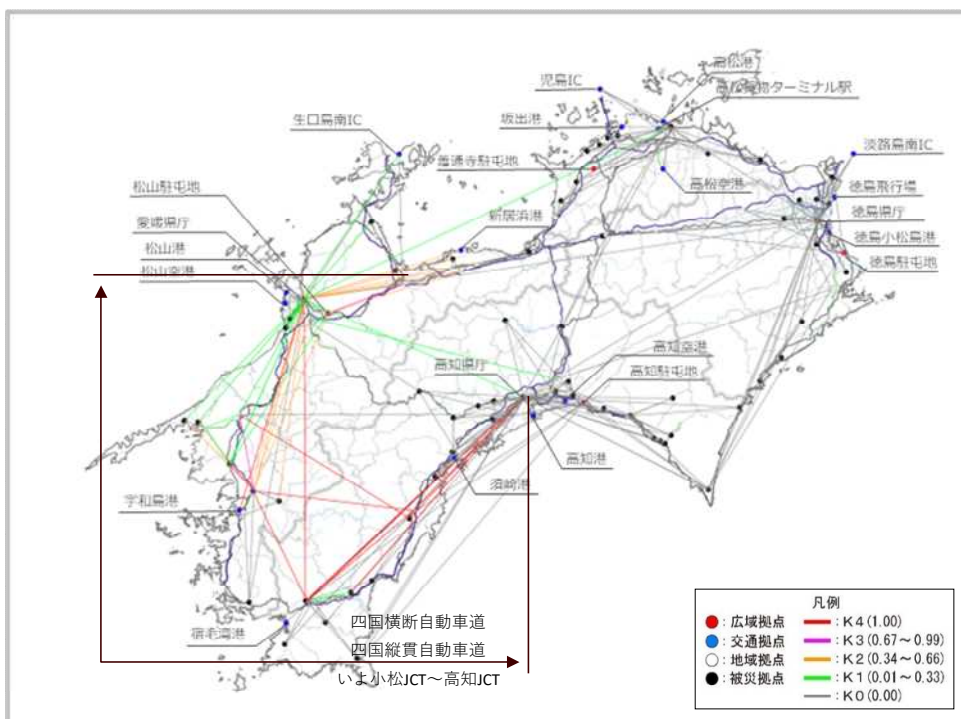 高松港
児島IC
高松貨物ターミナル駅
坂出港
生口島南IC
淡路島南IC
善通寺駐屯地
松山駐屯地
高松空港
徳島飛行場
愛媛県庁
新居浜港
徳島県庁
松山港
徳島小松島港
松山空港
徳島駐屯地
高知空港
高知県庁
高知駐屯地
高知港
須崎港
宇和島港
宿毛湾港
四国横断自動車道
四国縦貫自動車道
いよ小松JCT~高知JCT
凡例
:広域拠点
:K4(1.00)
:交通拠点
:K3(0.67~0.99)
:地域拠点
:K2(0.34~0.66)
:被災拠点
:K1(0.01~0.33)
:K0(0.00)